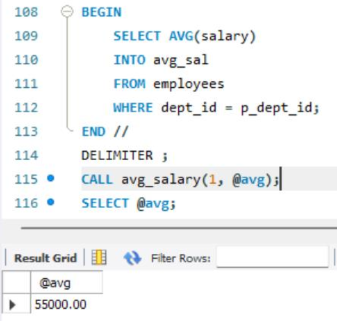 108 BEGIN
109 SELECT AVG(salary)
110 INTO avg_sal
111 FROM employees
112 WHERE dept_id = p_dept_id;
113 END //
114 DELIMITER ;
115 CALL avg_salary(1, @avg);
116 SELECT @avg;
Result Grid Filter Rows:
@avg
55000.00